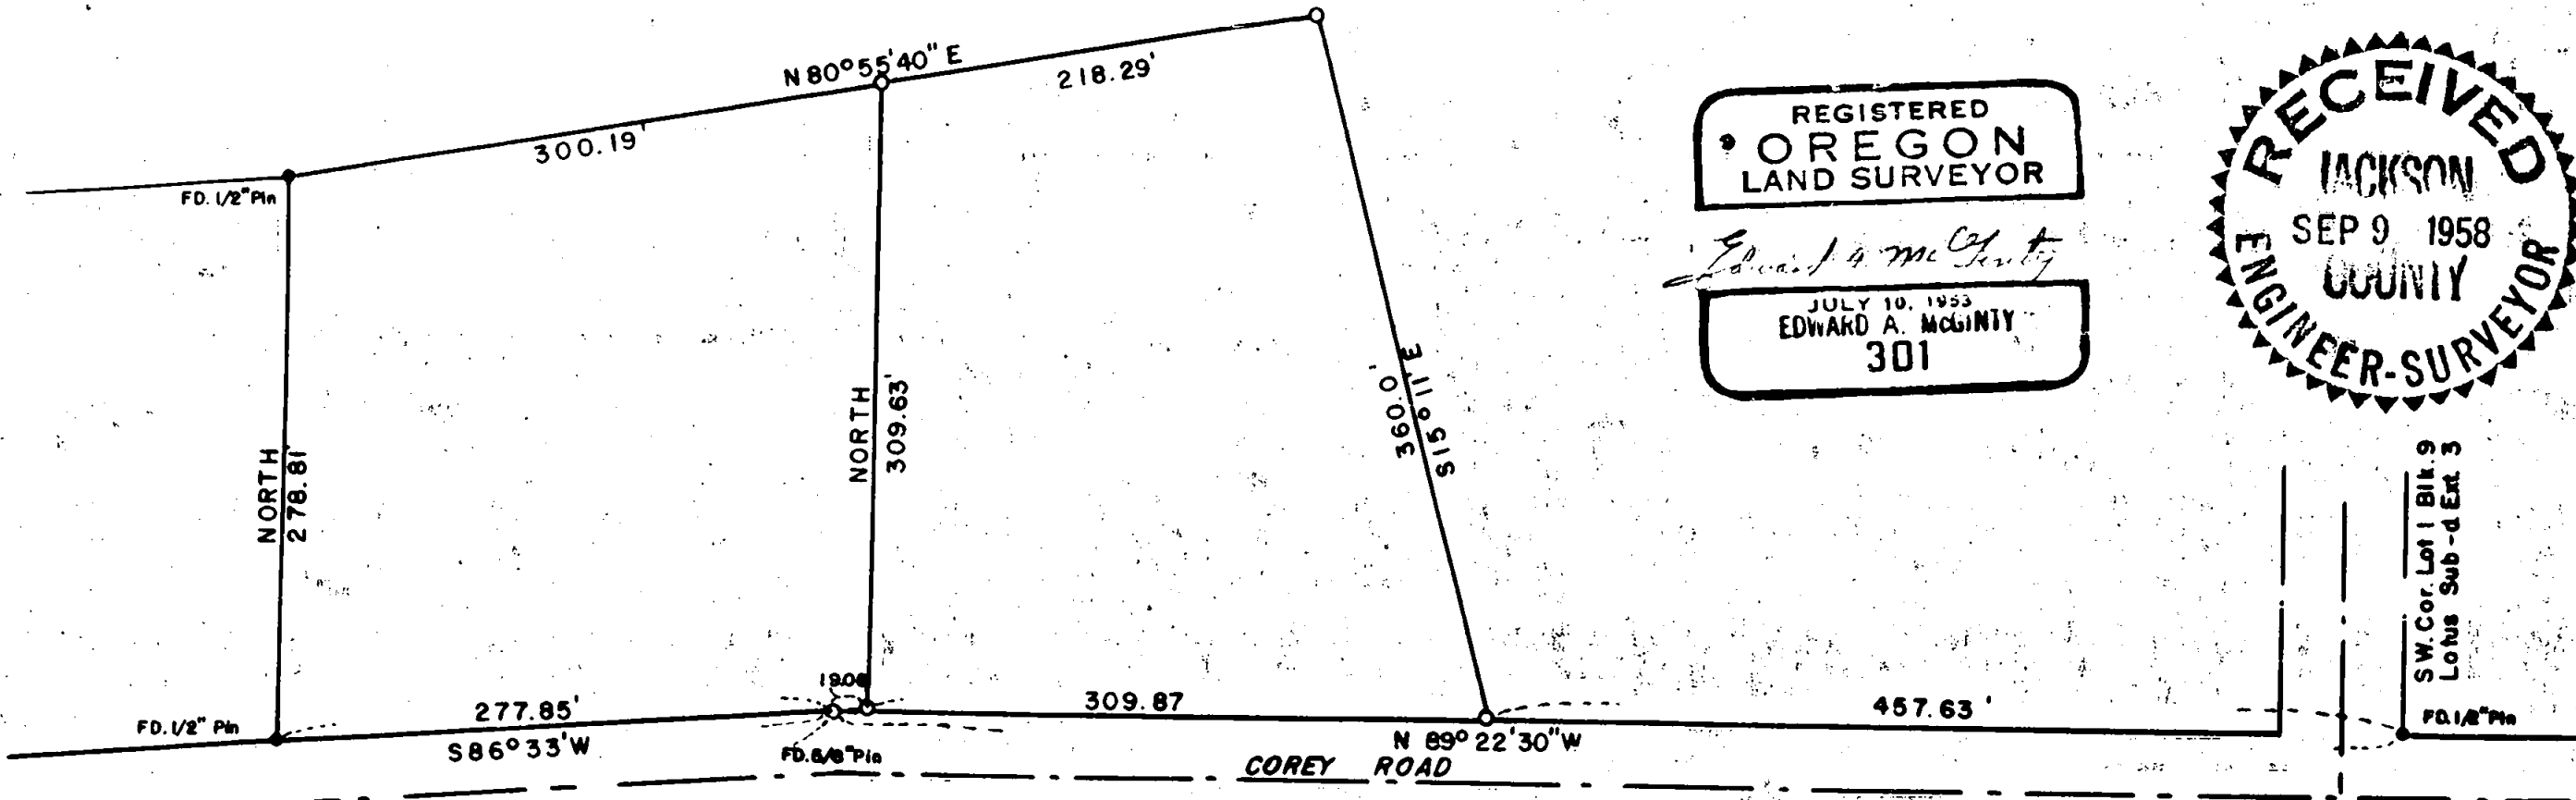 N 80° 55' 40" E
218.29'
300.19'
FD. 1/2" Pin
NORTH
278.81'
NORTH
309.63'
360.0'
S15° 11' E
REGISTERED
OREGON
LAND SURVEYOR
Edward A McGinty
JULY 10, 1953
EDWARD A. McGINTY
301
RECEIVED
JACKSON
SEP 9 1958
COUNTY
ENGINEER-SURVEYOR
SW. Cor. Lot 1 Blk. 9
Lotus Sub-d Ext. 3
FD. 1/2" Pin
FD. 1/2" Pin
277.85'
S86° 33' W
FD. 5/8" Pin
309.87
N 89° 22' 30" W
457.63'
COREY ROAD